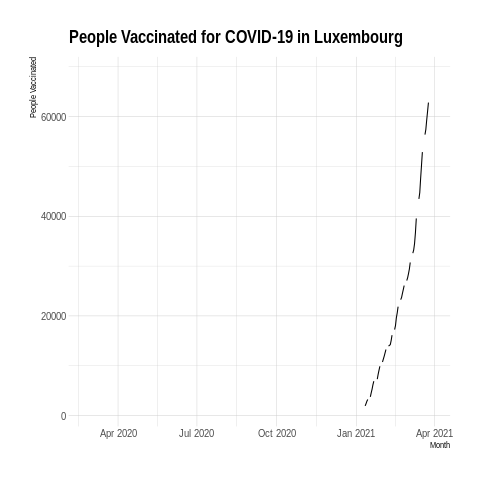 People Vaccinated for COVID-19 in Luxembourg
People Vaccinated
60000
40000
20000
0
Apr 2020
Jul 2020
Oct 2020
Jan 2021
Apr 2021
Month